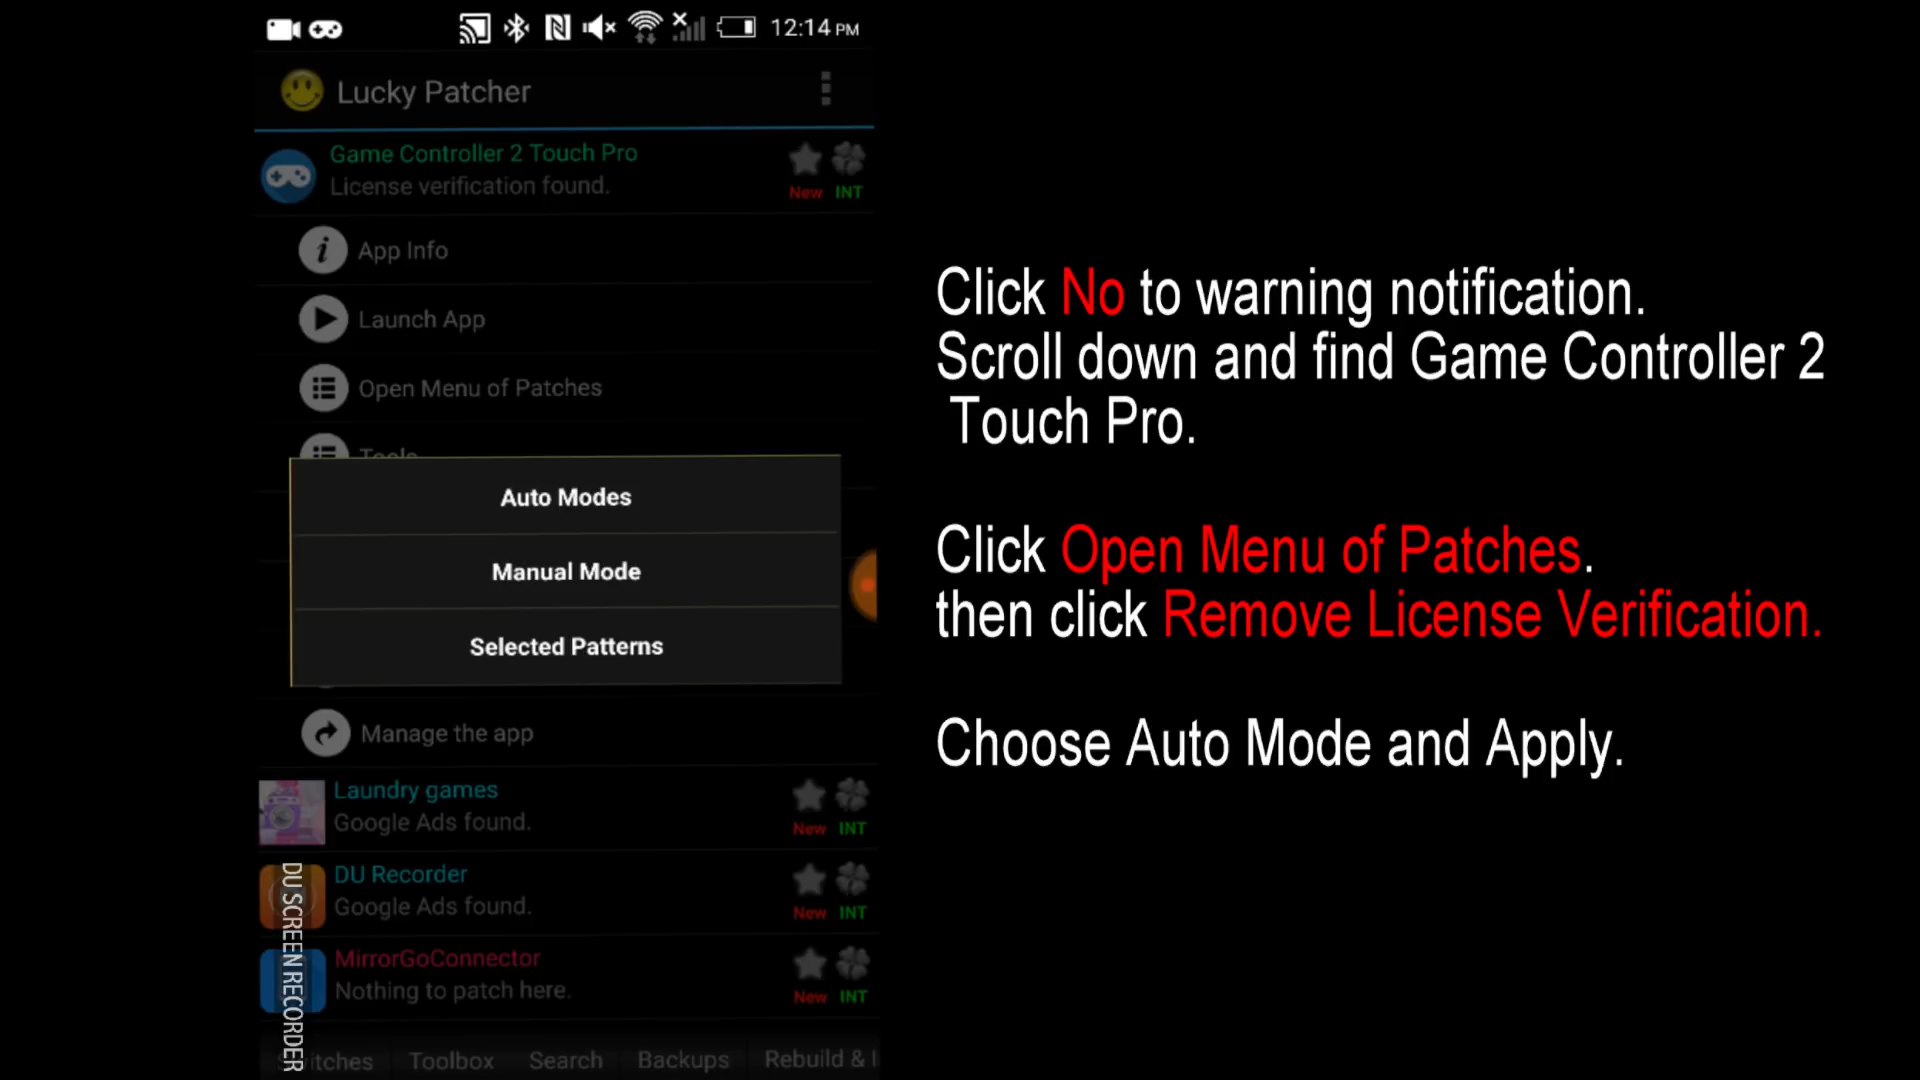 12:14 PM
Lucky Patcher
Game Controller 2 Touch Pro
License verification found.
New INT
App Info
Launch App
Open Menu of Patches
Tools
Auto Modes
Manual Mode
Selected Patterns
Manage the app
Laundry games
Google Ads found.
New INT
DU Recorder
Google Ads found.
New INT
MirrorGoConnector
Nothing to patch here.
New INT
Toolbox Search Backups Rebuild &
DU SCREEN RECORDER
Click No to warning notification.
Scroll down and find Game Controller 2
Touch Pro.
Click Open Menu of Patches.
then click Remove License Verification.
Choose Auto Mode and Apply.